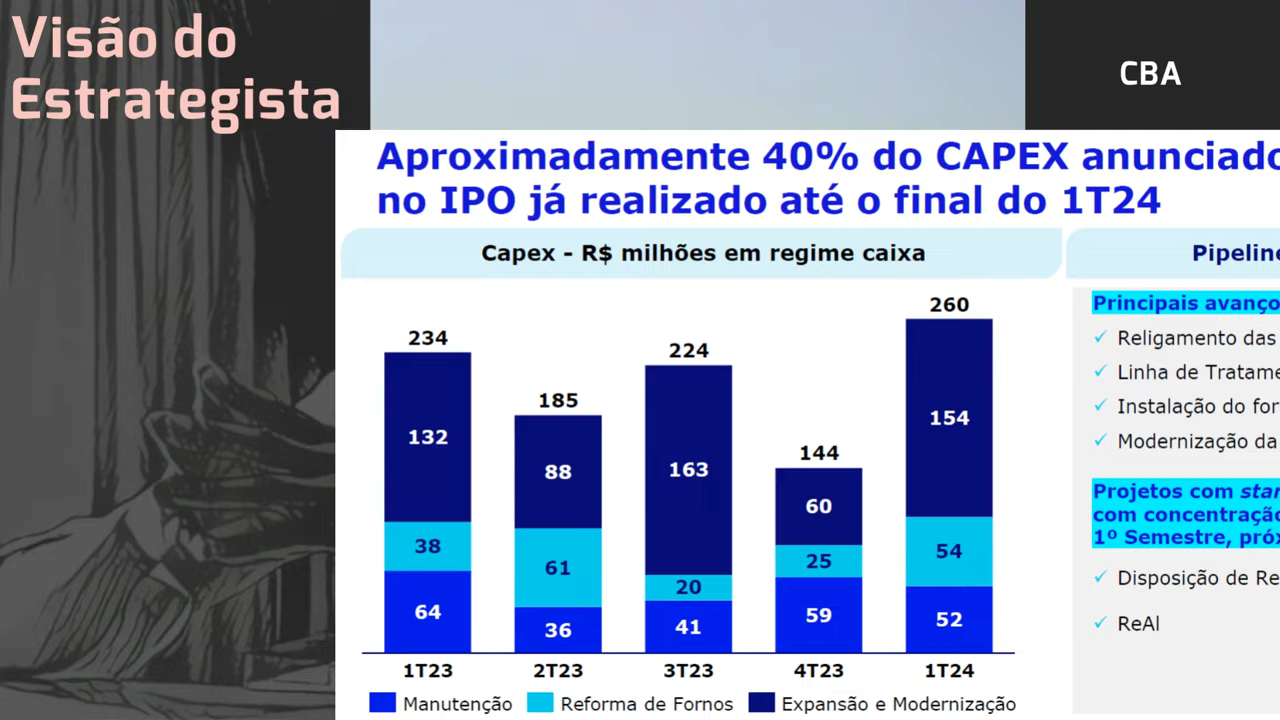 Visão do
Estrategista
CBA
Aproximadamente 40% do CAPEX anunciado
no IPO já realizado até o final do 1T24
Capex - R$ milhões em regime caixa
234
132
38
64
1T23
185
88
61
36
2T23
224
163
20
41
3T23
144
60
25
59
4T23
260
154
54
52
1T24
Manutenção
Reforma de Fornos
Expansão e Modernização
Pipeline
Principais avanço
Religamento das
Linha de Tratame
Instalação do for
Modernização da
Projetos com star
com concentração
1º Semestre, próx
Disposição de Re
ReAl